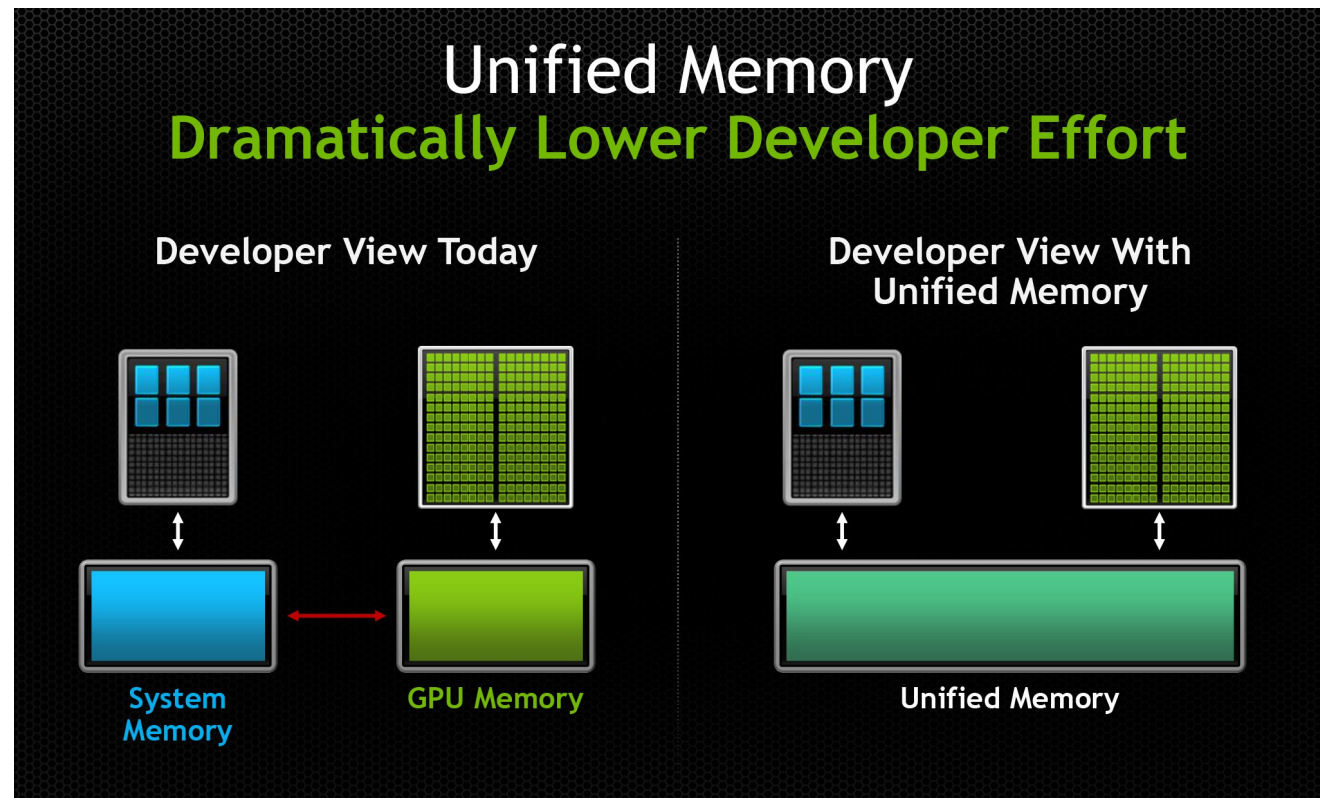 Unified Memory
Dramatically Lower Developer Effort
Developer View Today
System
Memory
GPU Memory
Developer View With
Unified Memory
Unified Memory